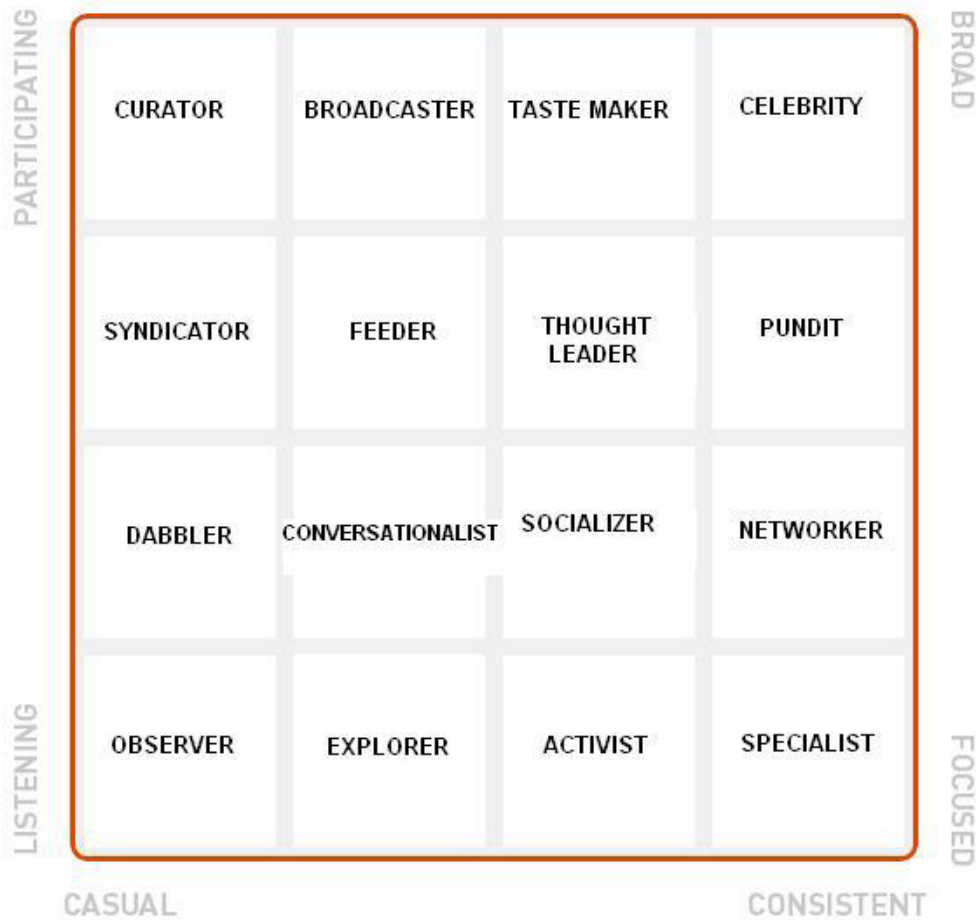 PARTICIPATING
BROAD
CURATOR
BROADCASTER
TASTE MAKER
CELEBRITY
SYNDICATOR
FEEDER
THOUGHT
LEADER
PUNDIT
DABBLER
CONVERSATIONALIST
SOCIALIZER
NETWORKER
LISTENING
FOCUSED
OBSERVER
EXPLORER
ACTIVIST
SPECIALIST
CASUAL
CONSISTENT